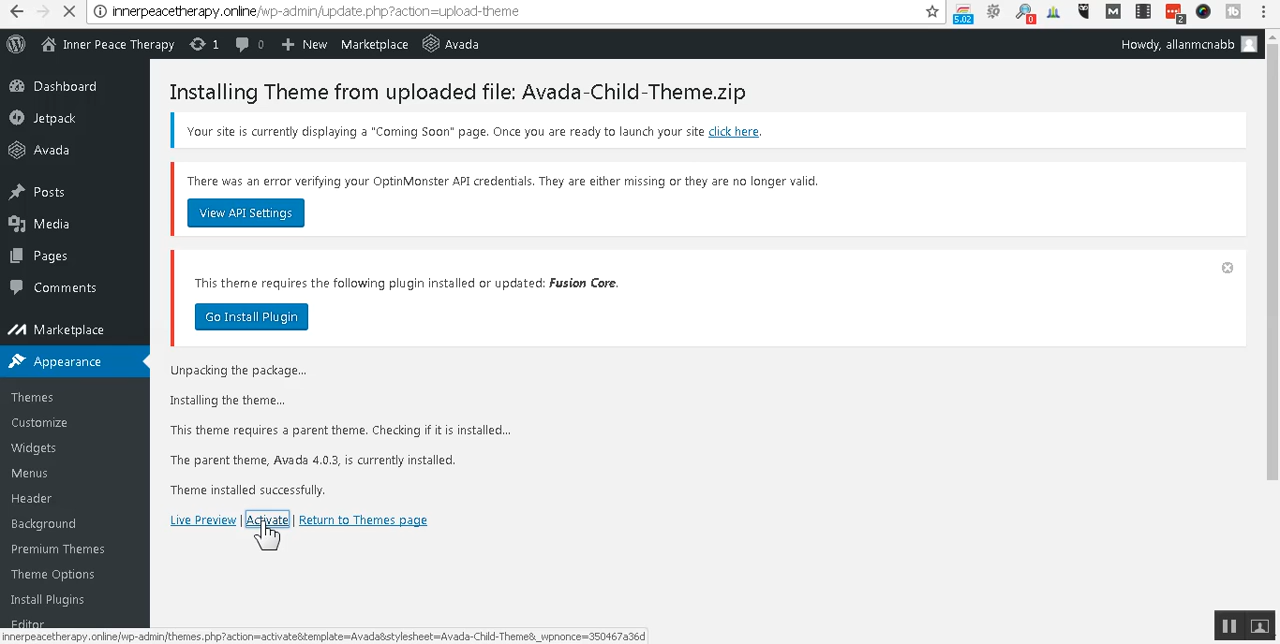 innerpeacetherapy.online/wp-admin/update.php?action=upload-theme
5.02
0
M
2
fb
Inner Peace Therapy
1
0
New
Marketplace
Avada
Howdy, allanmcnabb
Dashboard
Jetpack
Avada
Posts
Media
Pages
Comments
Marketplace
Appearance
Themes
Customize
Widgets
Menus
Header
Background
Premium Themes
Theme Options
Install Plugins
Editor
Installing Theme from uploaded file: Avada-Child-Theme.zip
Your site is currently displaying a "Coming Soon" page. Once you are ready to launch your site click here.
There was an error verifying your OptinMonster API credentials. They are either missing or they are no longer valid.
View API Settings
This theme requires the following plugin installed or updated: Fusion Core.
Go Install Plugin
Unpacking the package...
Installing the theme...
This theme requires a parent theme. Checking if it is installed...
The parent theme, Avada 4.0.3, is currently installed.
Theme installed successfully.
Live Preview | Activate | Return to Themes page
innerpeacetherapy.online/wp-admin/themes.php?action=activate&template=Avada&stylesheet=Avada-Child-Theme&_wpnonce=350467a36d